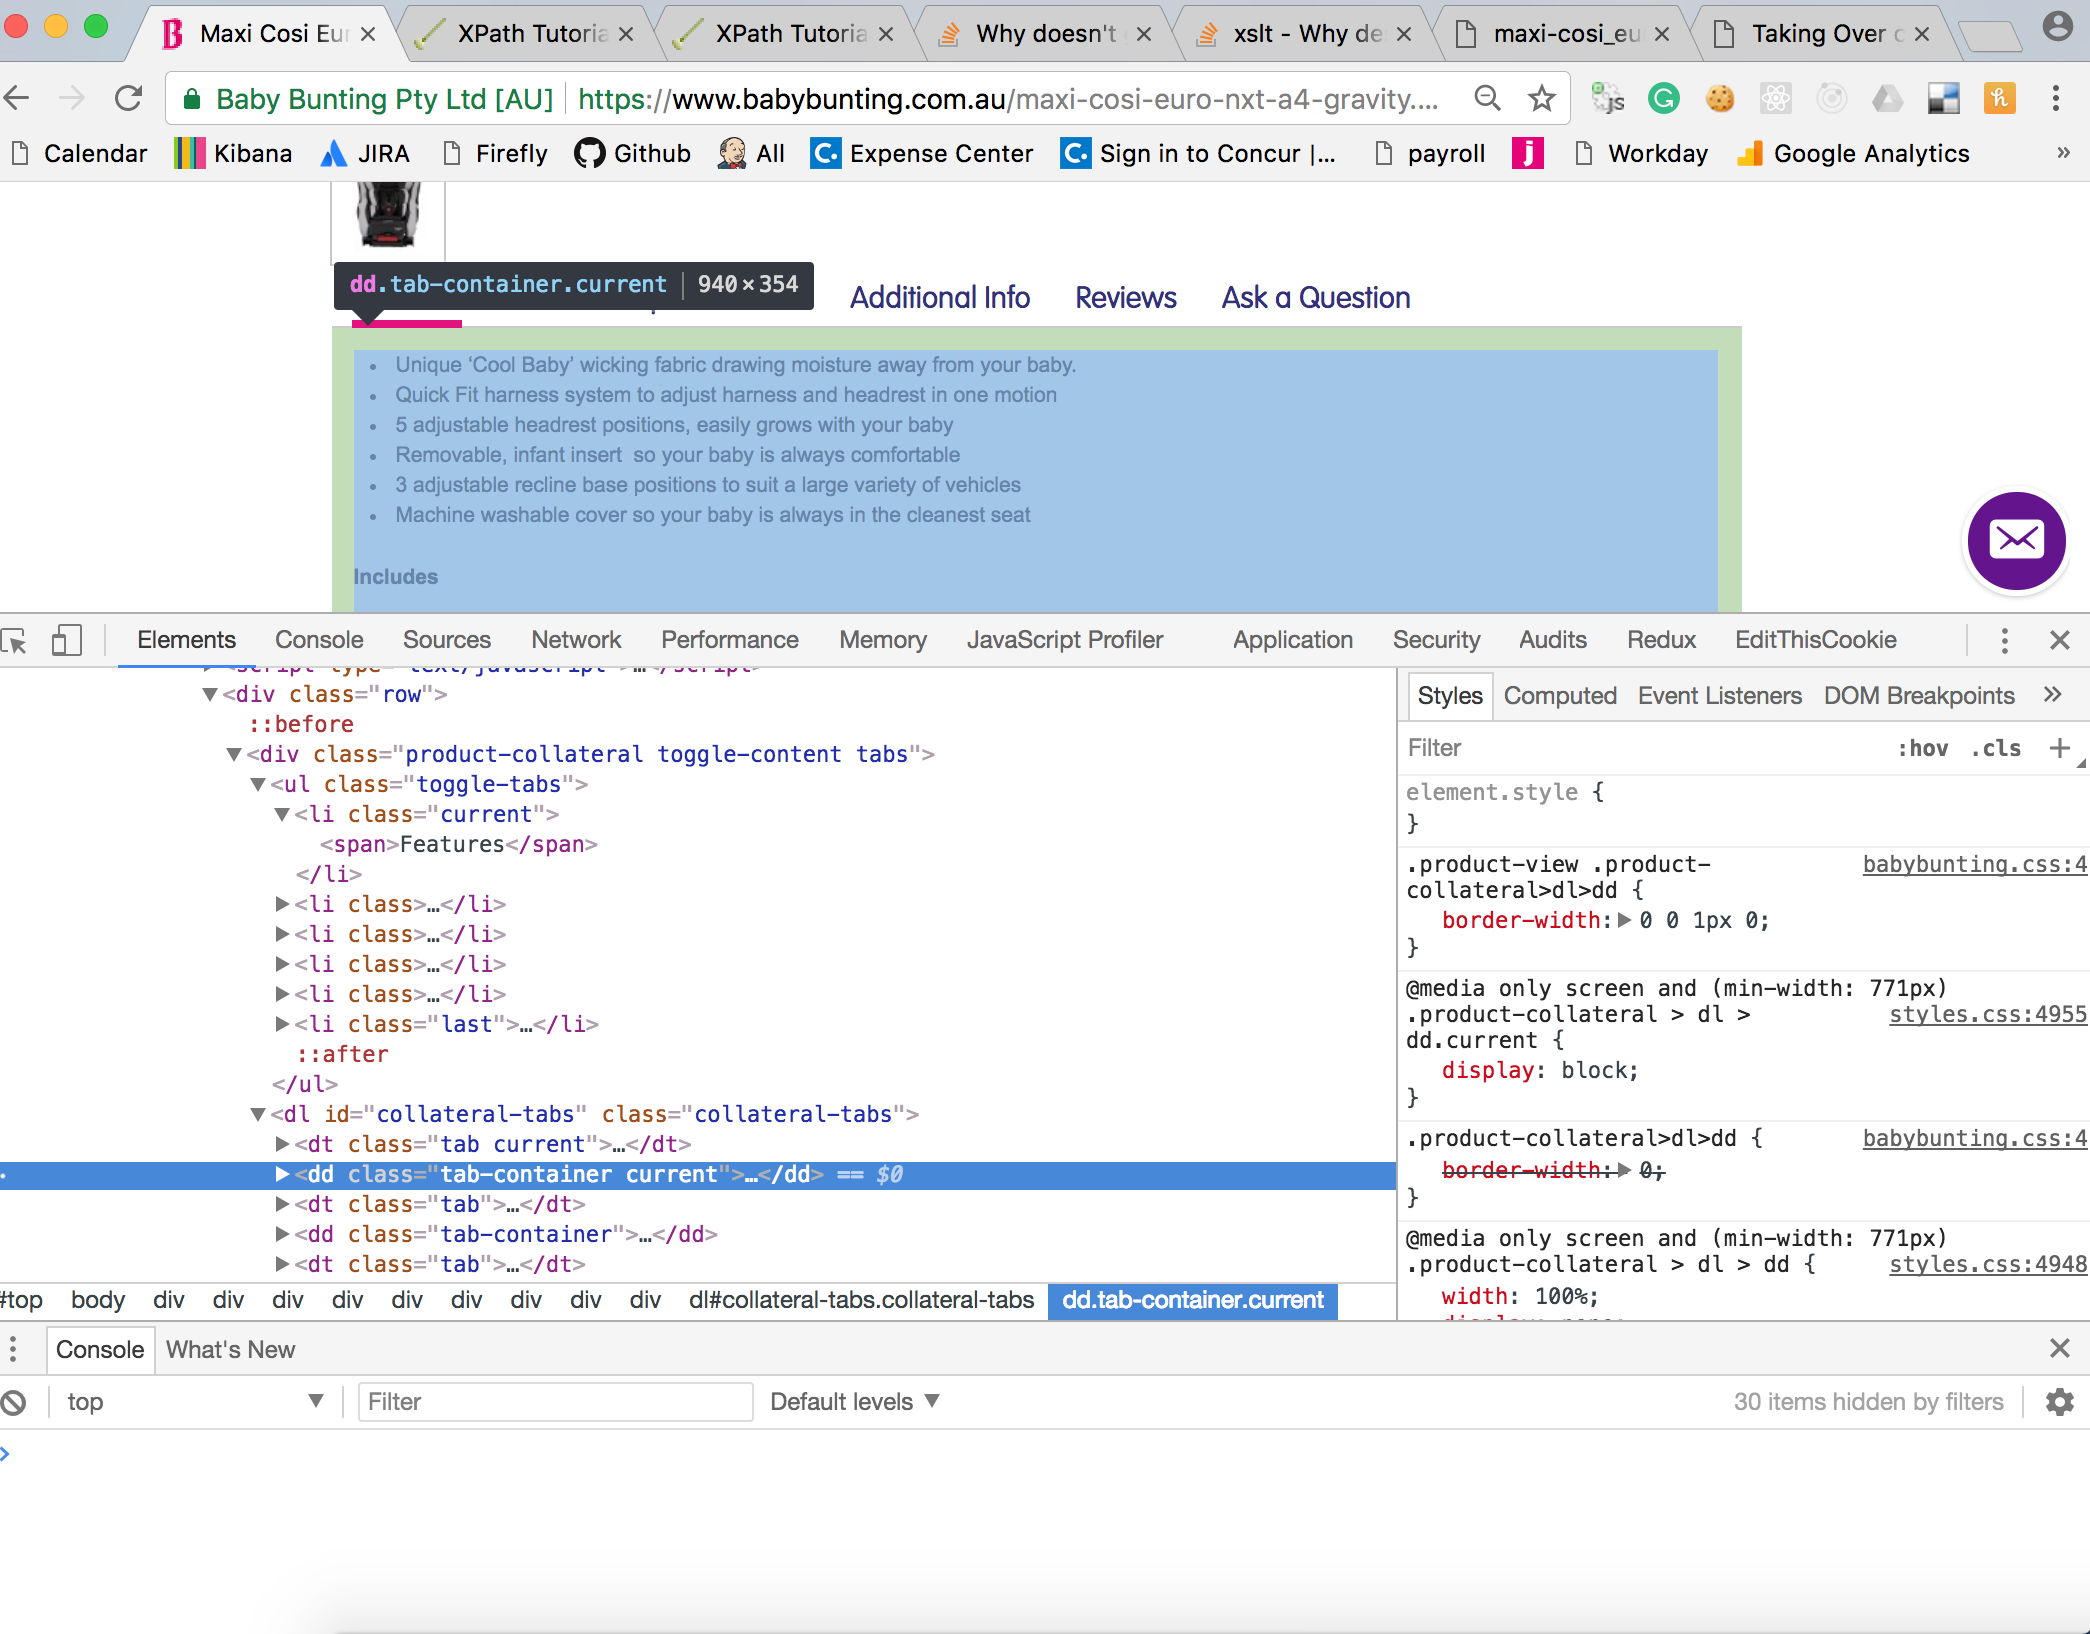 Maxi Cosi Eur
XPath Tutoria
XPath Tutoria
Why doesn't
xslt - Why de
maxi-cosi_eu
Taking Over c
Baby Bunting Pty Ltd [AU] https://www.babybunting.com.au/maxi-cosi-euro-nxt-a4-gravity....
Calendar Kibana JIRA Firefly Github All Expense Center Sign in to Concur |... payroll Workday Google Analytics »
dd.tab-container.current 940 × 354
Additional Info Reviews Ask a Question
Unique ‘Cool Baby’ wicking fabric drawing moisture away from your baby.
Quick Fit harness system to adjust harness and headrest in one motion
5 adjustable headrest positions, easily grows with your baby
Removable, infant insert  so your baby is always comfortable
3 adjustable recline base positions to suit a large variety of vehicles
Machine washable cover so your baby is always in the cleanest seat
Includes
Elements Console Sources Network Performance Memory JavaScript Profiler Application Security Audits Redux EditThisCookie
<script type="text/javascript">…</script>
<div class="row">
::before
<div class="product-collateral toggle-content tabs">
<ul class="toggle-tabs">
<li class="current">
<span>Features</span>
</li>
<li class>…</li>
<li class>…</li>
<li class>…</li>
<li class>…</li>
<li class="last">…</li>
::after
</ul>
<dl id="collateral-tabs" class="collateral-tabs">
<dt class="tab current">…</dt>
<dd class="tab-container current">…</dd> == $0
<dt class="tab">…</dt>
<dd class="tab-container">…</dd>
<dt class="tab">…</dt>
#top body div div div div div div div div div dl#collateral-tabs.collateral-tabs dd.tab-container.current
Styles Computed Event Listeners DOM Breakpoints »
Filter :hov .cls +
element.style {
}
.product-view .product- babybunting.css:4
collateral>dl>dd {
border-width: 0 0 1px 0;
}
@media only screen and (min-width: 771px)
.product-collateral > dl > styles.css:4955
dd.current {
display: block;
}
.product-collateral>dl>dd { babybunting.css:4
border-width: 0;
}
@media only screen and (min-width: 771px)
.product-collateral > dl > dd { styles.css:4948
width: 100%;
display: none;
Console What's New
top Filter Default levels 30 items hidden by filters